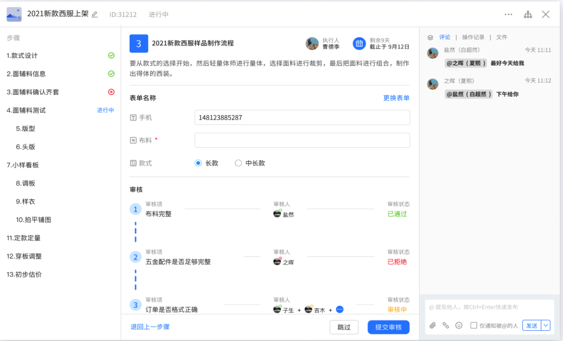 2021新款西服上架
ID:31212
进行中
步骤
1.款式设计
2.面辅料信息
3.面辅料确认齐套
4.面辅料测试
进行中
5.版型
6.头版
7.小样看板
8.调板
9.样衣
10.拍平铺图
11.定款定量
12.穿板调整
13.初步估价
3
2021新款西服样品制作流程
执行人
曹德季
剩余9天
截止于 9月12日
要从款式的选择开始，然后轻量体师进行量体，选择面料进行裁剪，最后把面料进行组合，制作
出得体的西装。
表单名称
更换表单
手机
148123885287
布料 *
款式
长款
中长款
审核
1
审核项
布料完整
审核人
盐然
审核状态
已通过
2
审核项
五金配件是否足够完整
审核人
之晖
审核状态
已拒绝
3
审核项
订单是否格式正确
审核人
子生 + 百木 +
审核状态
审核中
退回上一步骤
跳过
提交审核
评论 | 操作记录 | 文件
盐然（白超然）
今天 11:11
@之晖（夏熙） 最好今天给我
之晖（夏熙）
今天 11:12
@盐然（白超然） 下午给你
@ 提及他人，按Ctrl+Enter快速发布
仅通知被@的人
发送